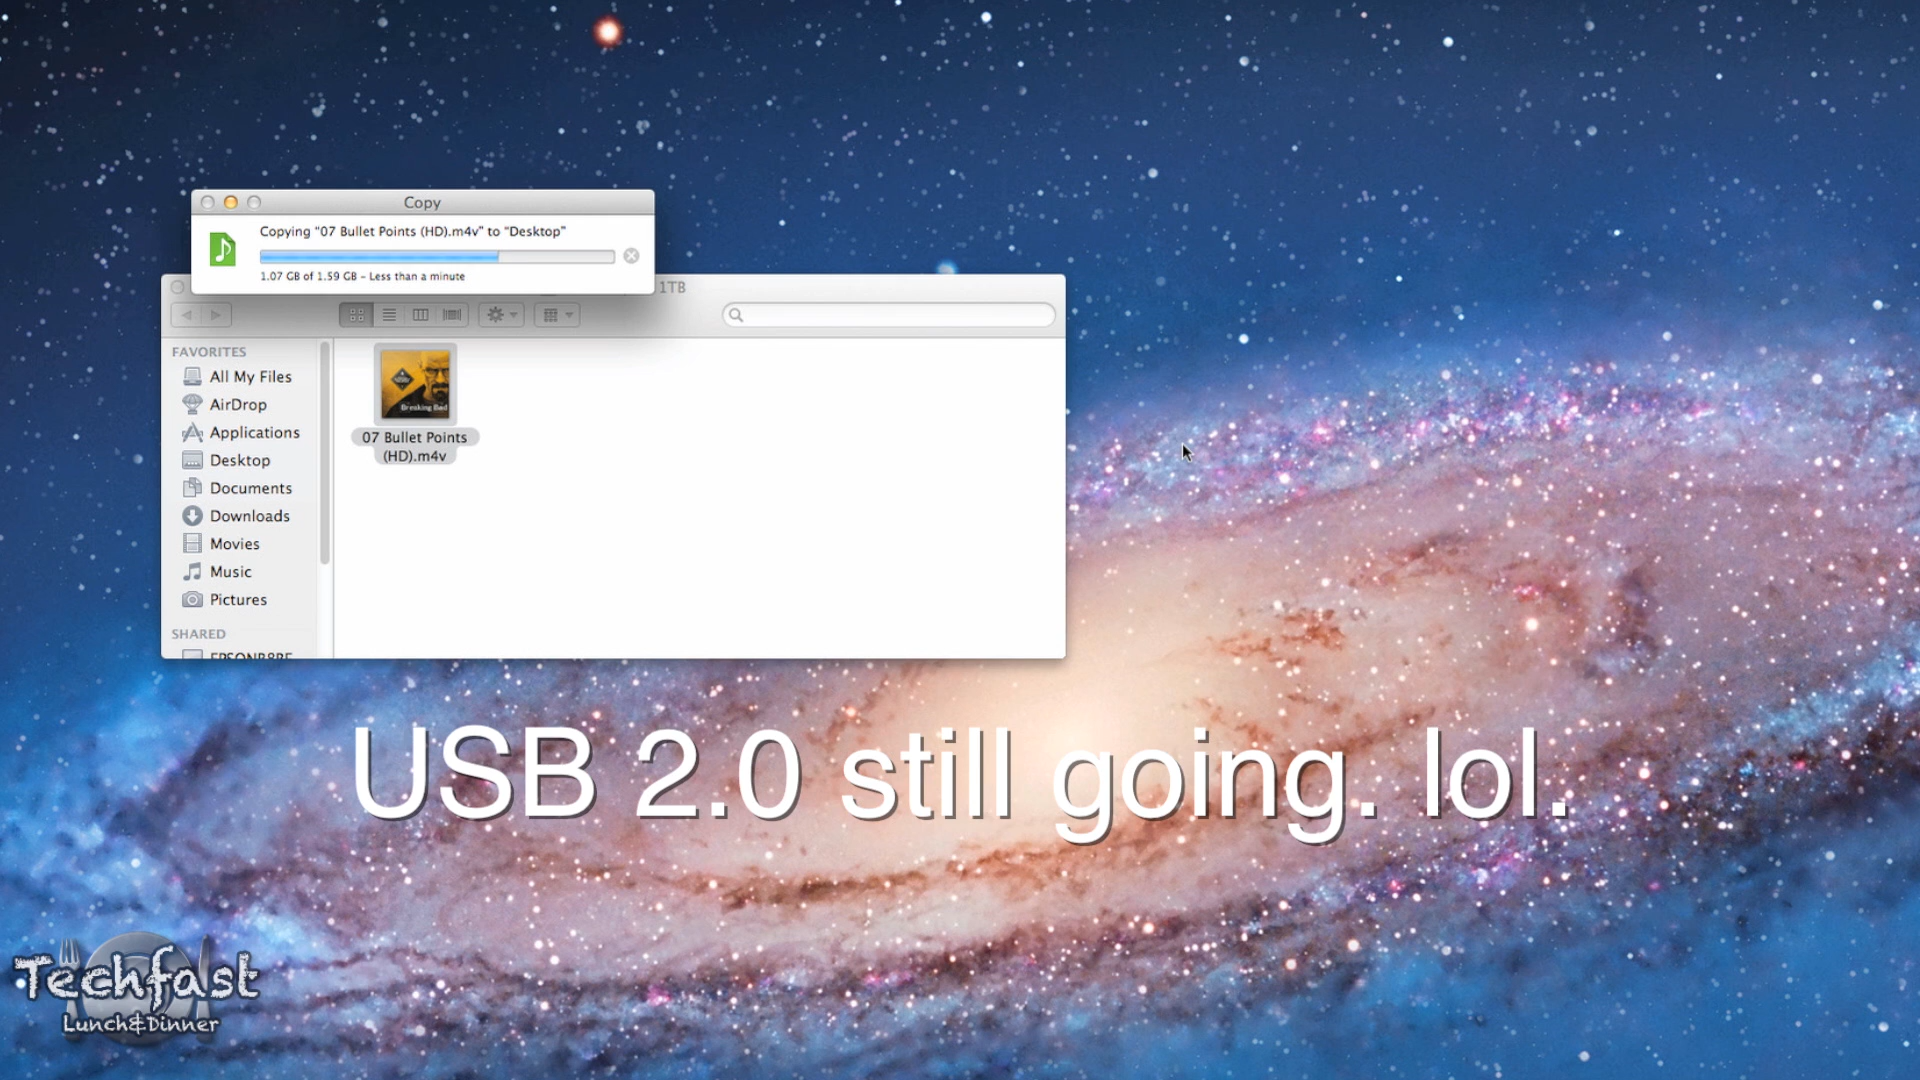 Copy
Copying “07 Bullet Points (HD).m4v” to “Desktop”
1.07 GB of 1.59 GB – Less than a minute
1TB
FAVORITES
All My Files
AirDrop
Applications
Desktop
Documents
Downloads
Movies
Music
Pictures
SHARED
Breaking Bad
07 Bullet Points
(HD).m4v
USB 2.0 still going. lol.
Techfast
Lunch&Dinner